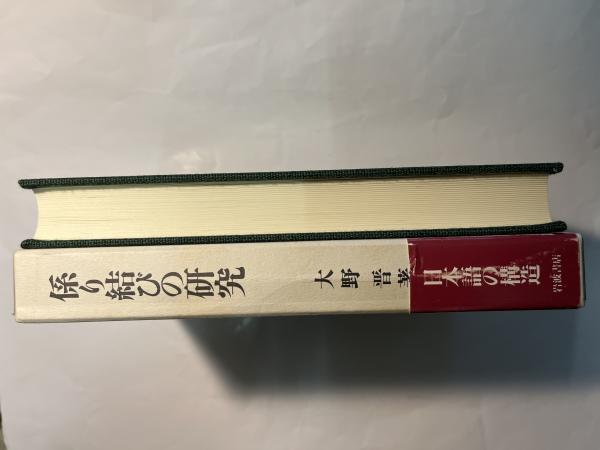 係り結びの研究
大野 晋 著
日本語の構造
岩波書店